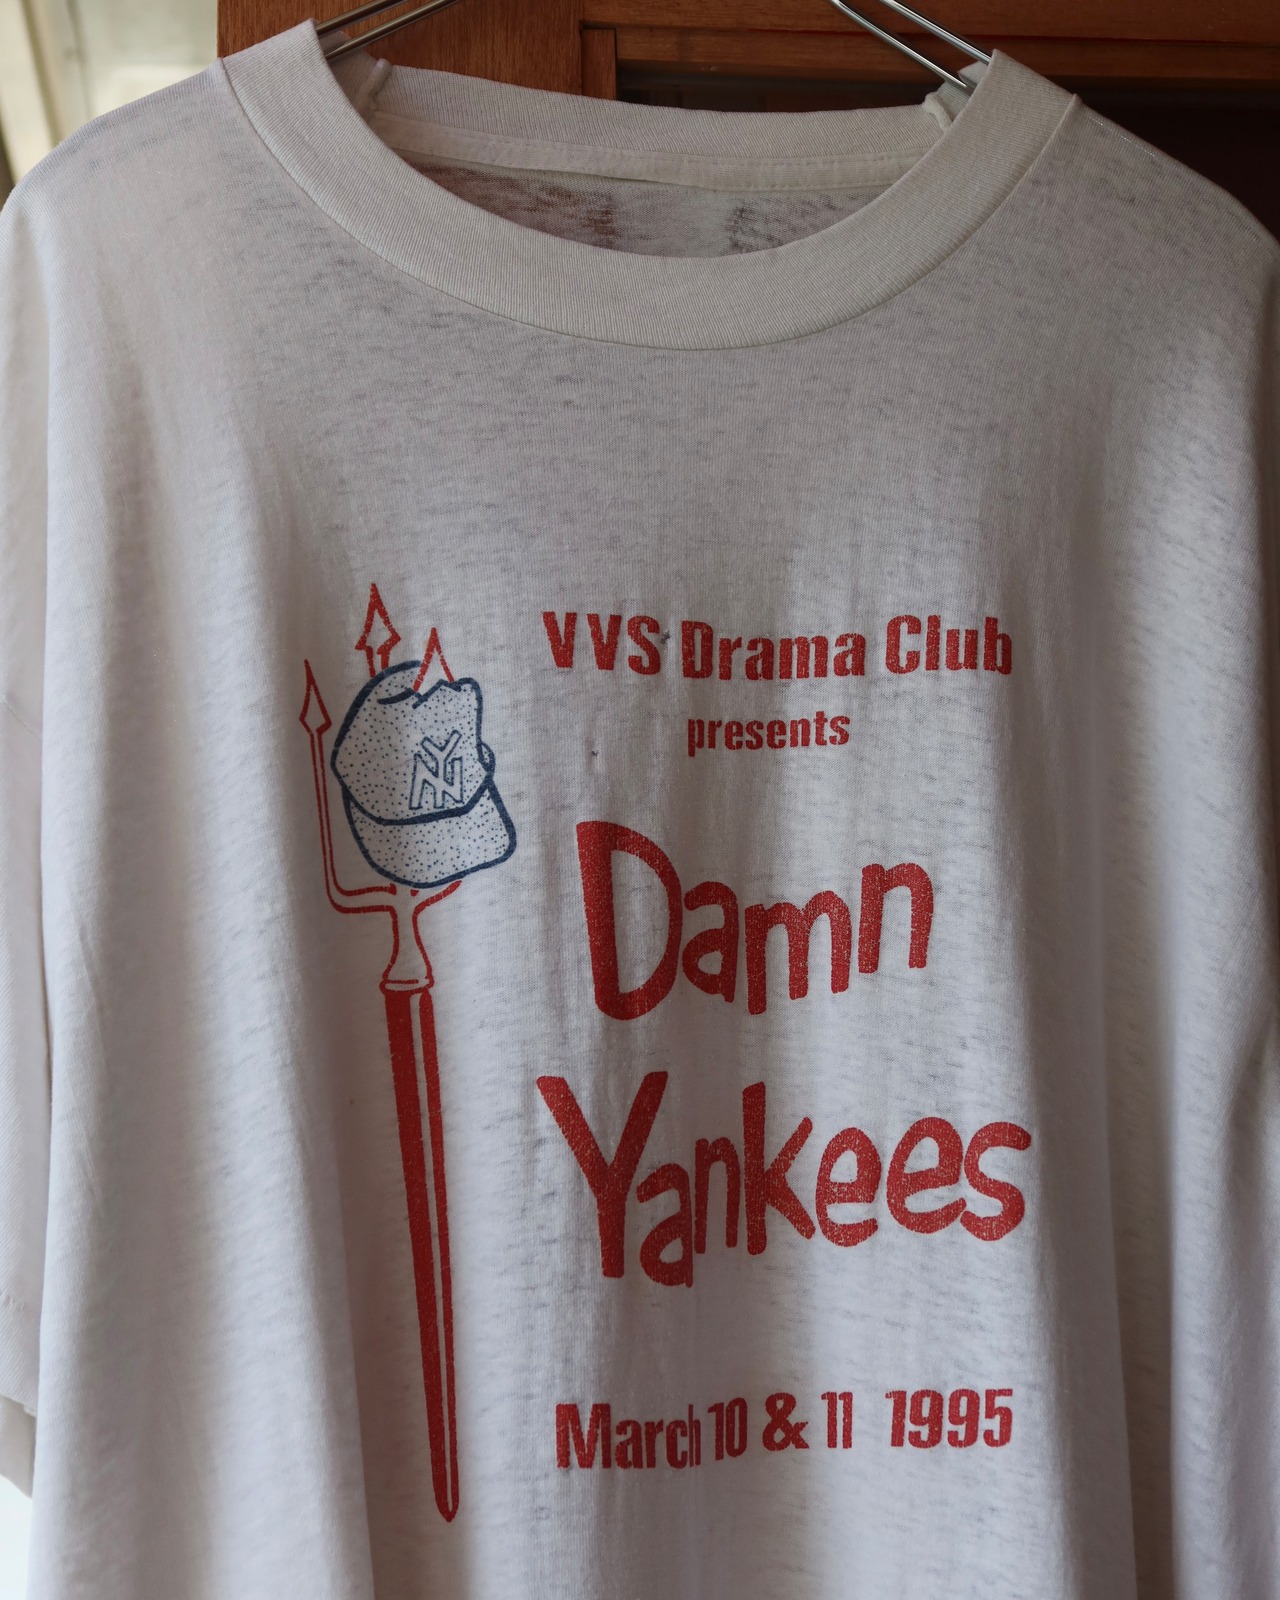 VVS Drama Club
presents
NY
Damn
Yankees
March 10 & 11 1995